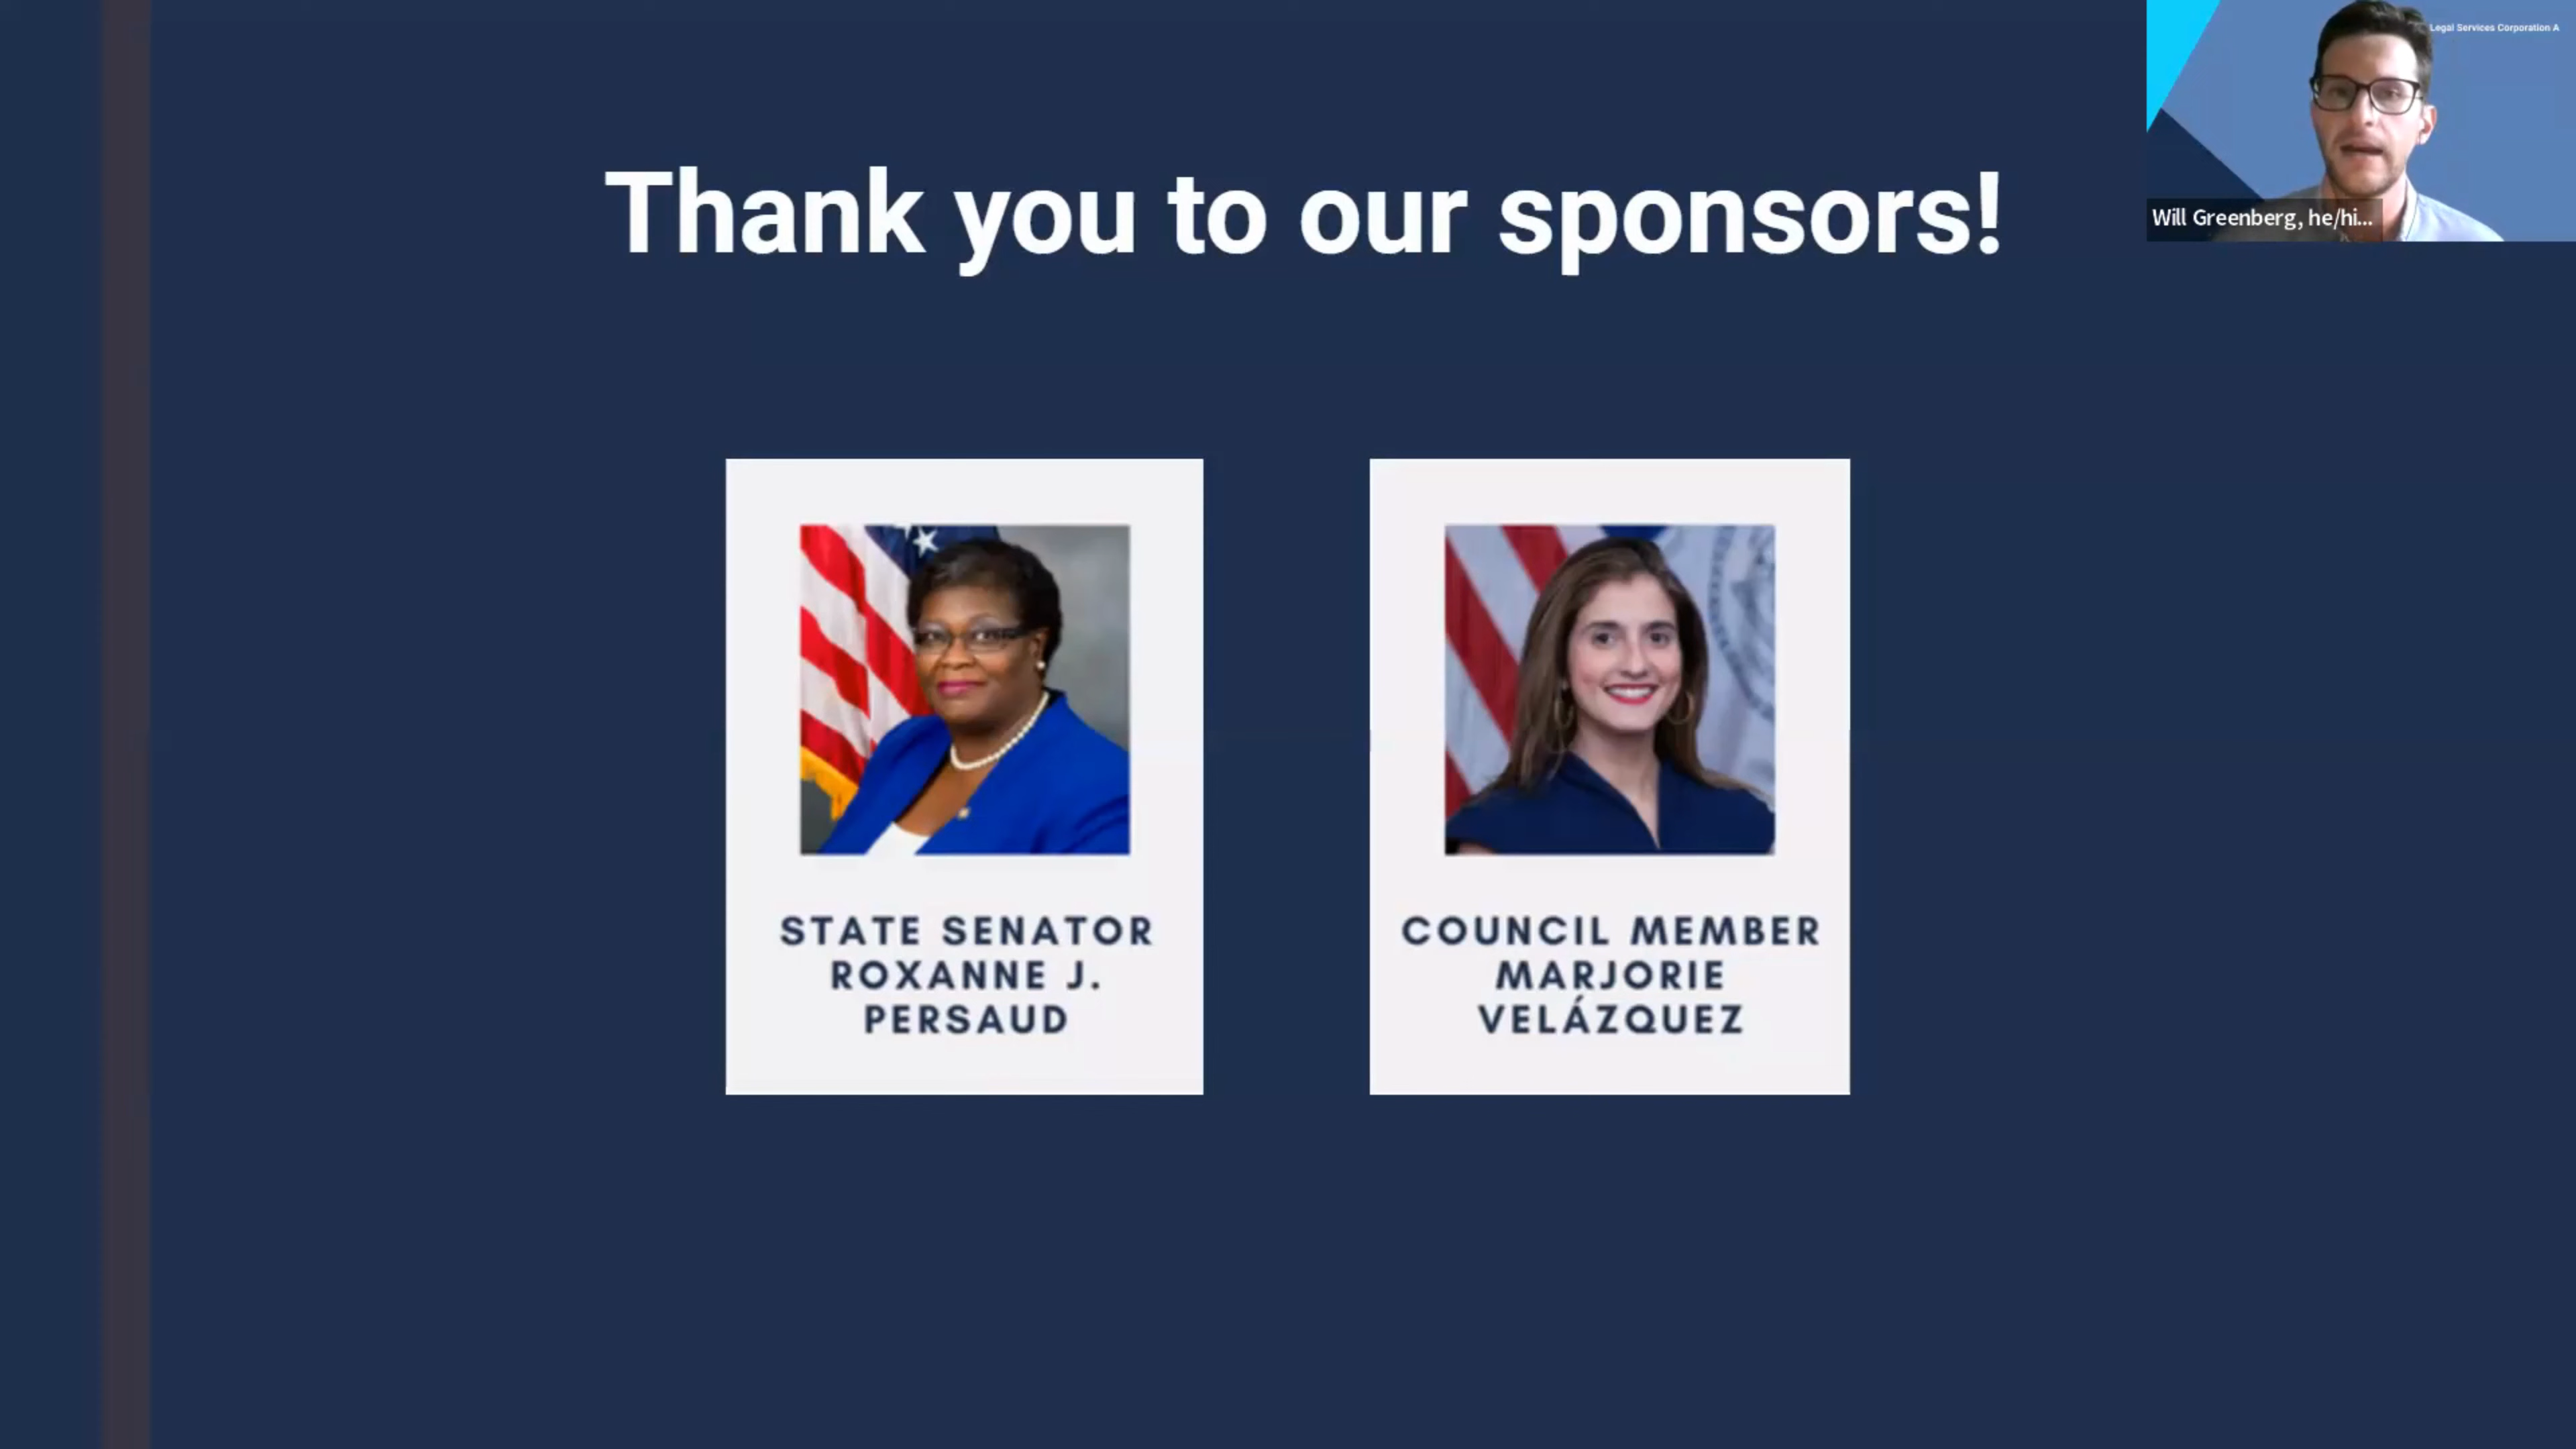 Legal Services Corporation A
Thank you to our sponsors!
Will Greenberg, he/hi...
STATE SENATOR
ROXANNE J.
PERSAUD
COUNCIL MEMBER
MARJORIE
VELÁZQUEZ